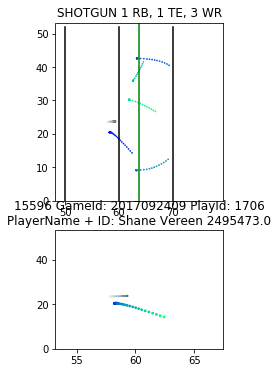 SHOTGUN 1 RB, 1 TE, 3 WR
50
40
30
20
10
0
50 60 70
15596 GameId: 2017092409 PlayId: 1706
PlayerName + ID: Shane Vereen 2495473.0
40
20
0
55 60 65